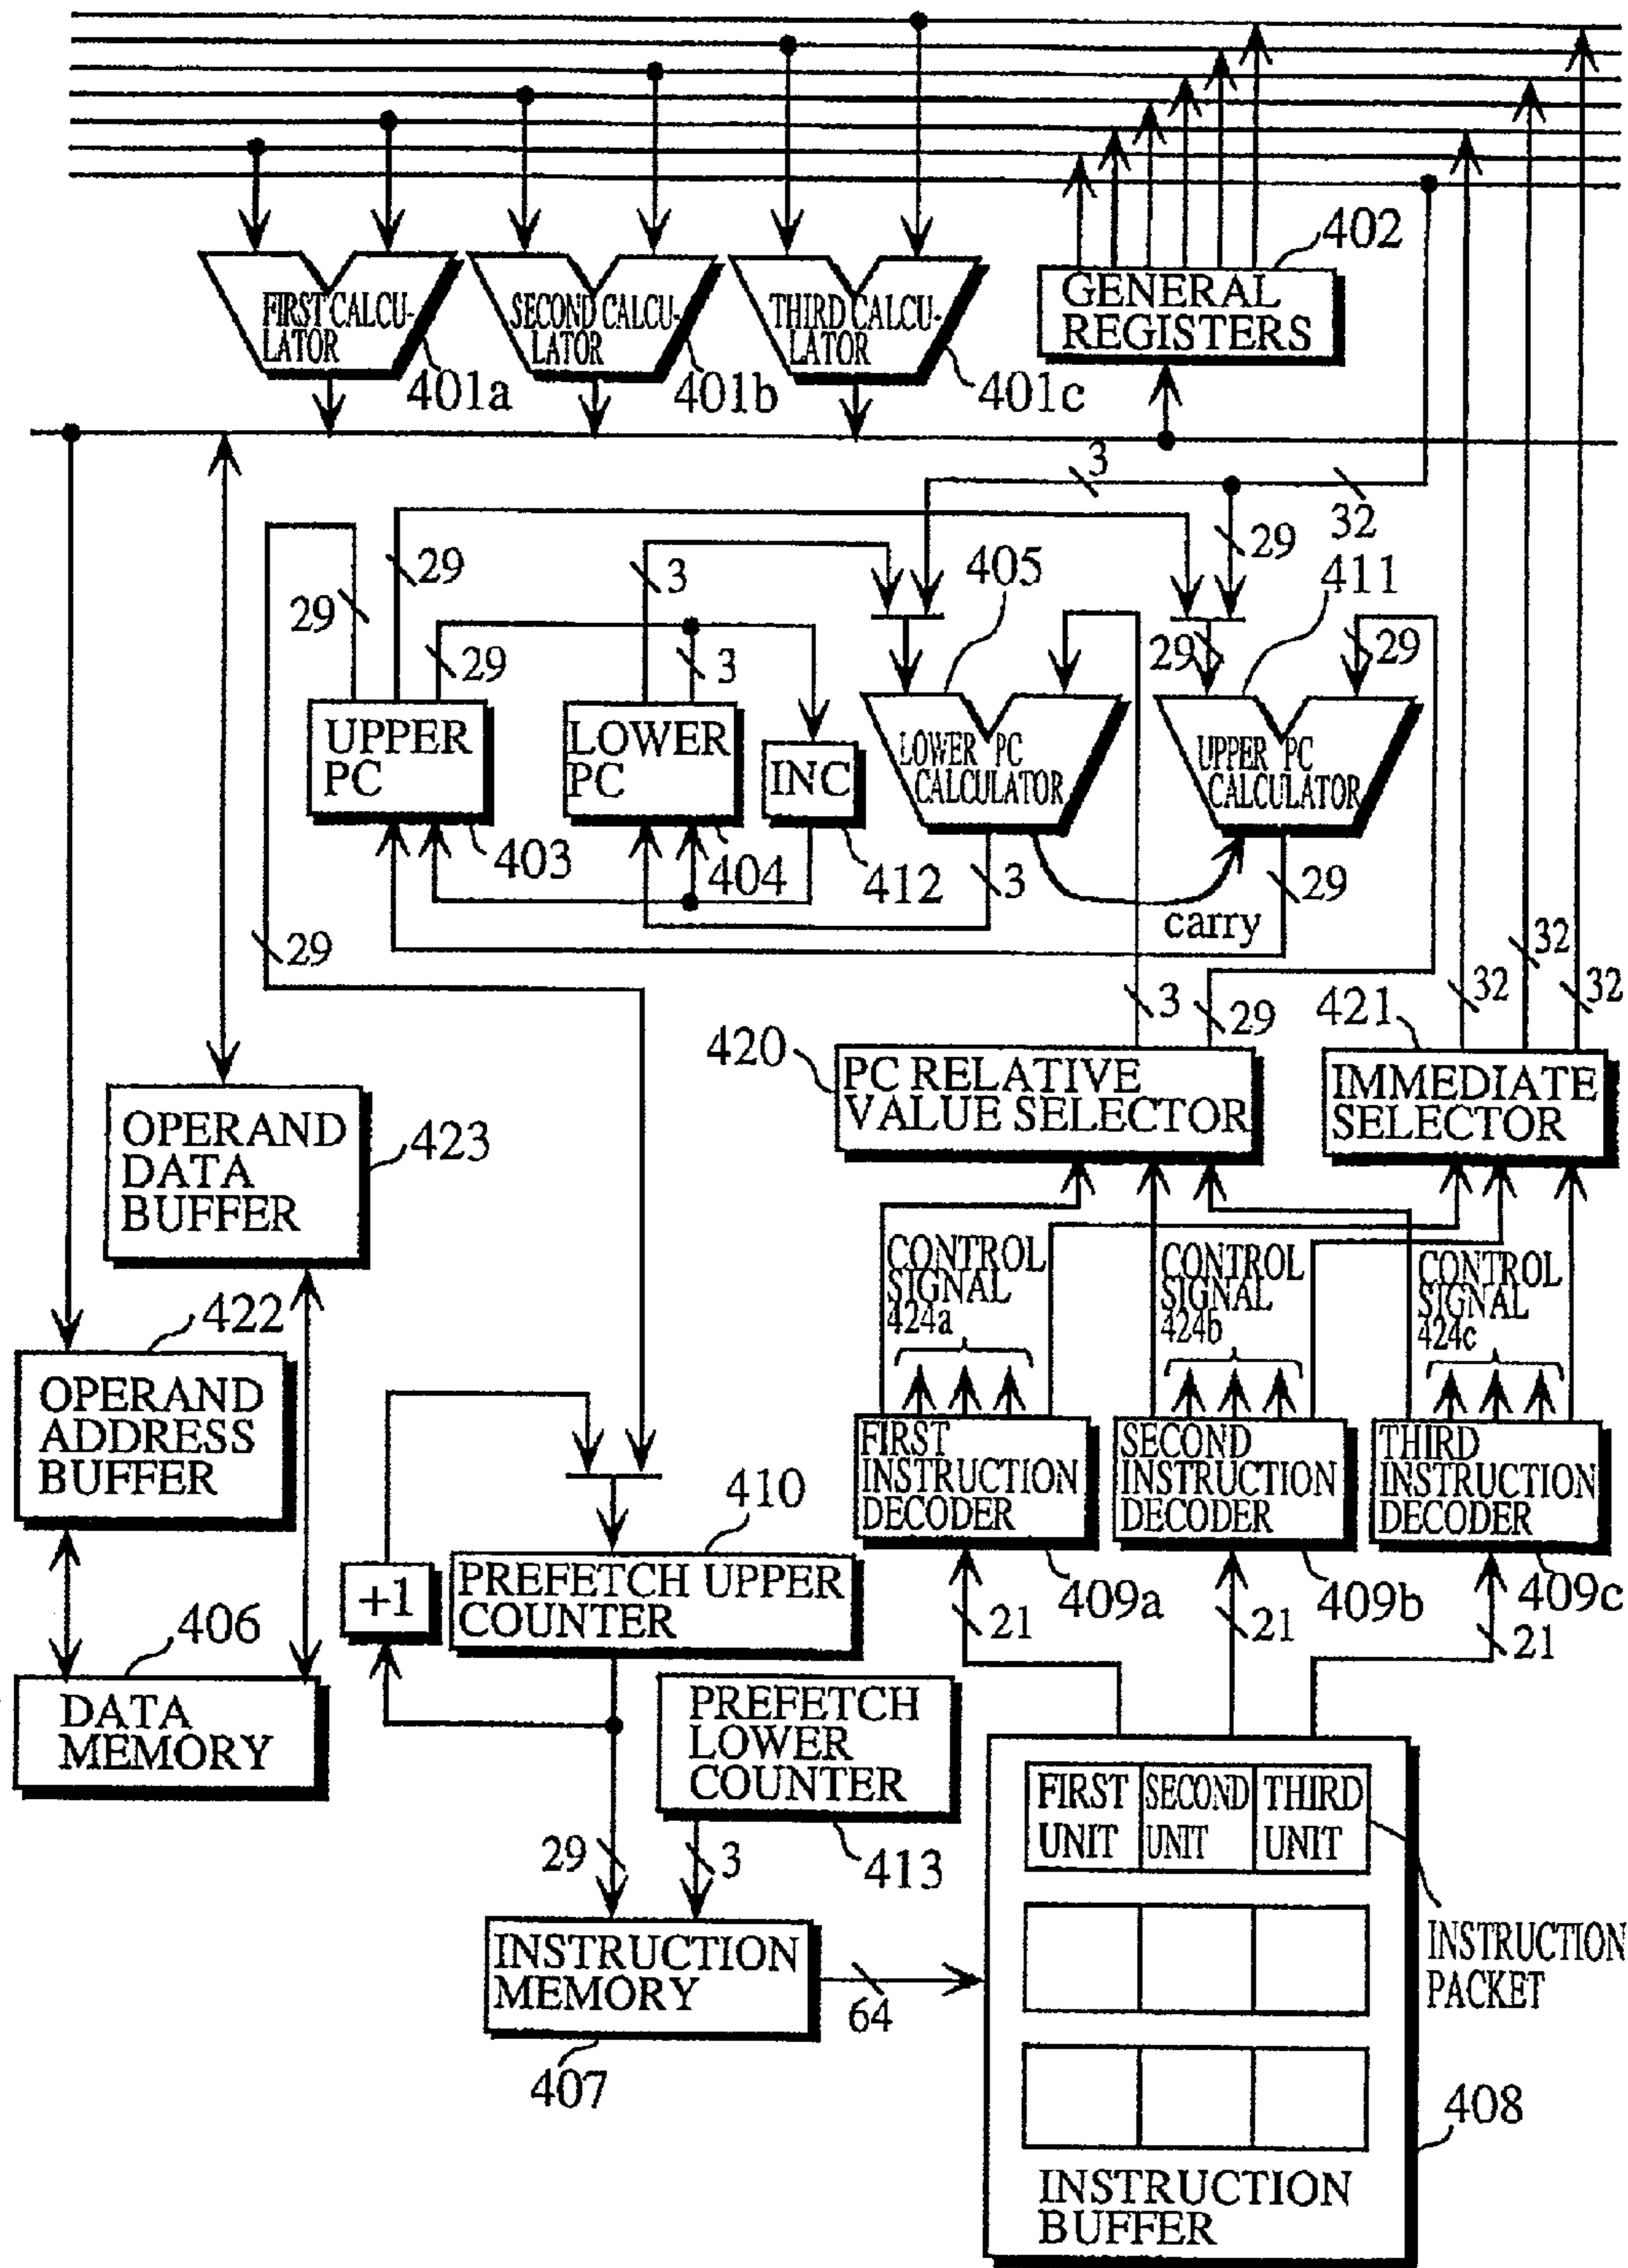 402
GENERAL
REGISTERS
FIRST CALCU-
LATOR
SECOND CALCU-
LATOR
THIRD CALCU-
LATOR
401a
401b
401c
3
32
29
29
29
3
405
411
29
3
29
29
UPPER
PC
LOWER
PC
INC
LOWER PC
CALCULATOR
UPPER PC
CALCULATOR
403
404
412
3
29
carry
29
3
29
32
32
32
420
421
PC RELATIVE
VALUE SELECTOR
IMMEDIATE
SELECTOR
OPERAND
DATA
BUFFER
423
CONTROL
SIGNAL
424a
CONTROL
SIGNAL
424b
CONTROL
SIGNAL
424c
422
OPERAND
ADDRESS
BUFFER
FIRST
INSTRUCTION
DECODER
SECOND
INSTRUCTION
DECODER
THIRD
INSTRUCTION
DECODER
410
409a
409b
409c
+1
PREFETCH UPPER
COUNTER
21
21
21
406
DATA
MEMORY
PREFETCH
LOWER
COUNTER
29
3
413
FIRST
UNIT
SECOND
UNIT
THIRD
UNIT
INSTRUCTION
MEMORY
64
407
INSTRUCTION
PACKET
408
INSTRUCTION
BUFFER